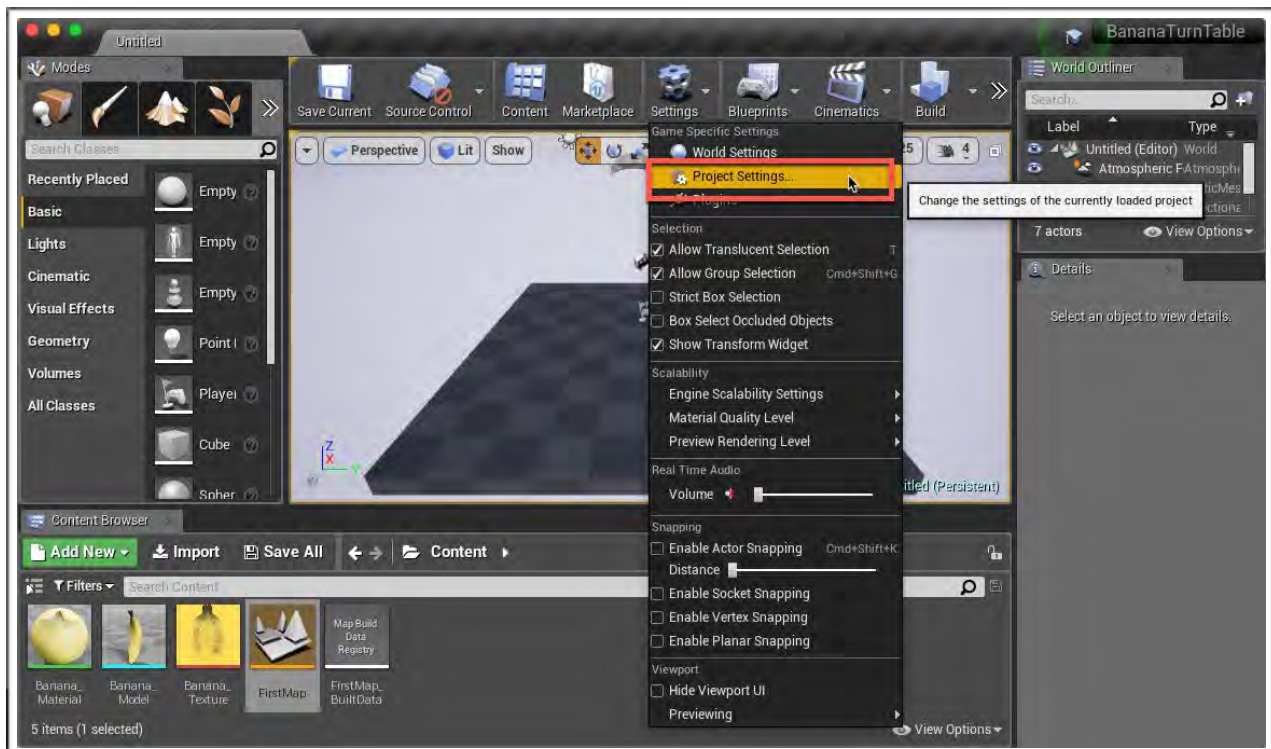 Untitled
BananaTurnTable
Modes
Search Classes
Recently Placed
Basic
Lights
Cinematic
Visual Effects
Geometry
Volumes
All Classes
Empty
Empty
Empty
Point
Player
Cube
Spher
Save Current
Source Control
Content
Marketplace
Settings
Blueprints
Cinematics
Build
Perspective
Lit
Show
4
Z
X
Y
Game Specific Settings
World Settings
Project Settings...
Plugins
Change the settings of the currently loaded project
Selection
Allow Translucent Selection T
Allow Group Selection Cmd+Shift+G
Strict Box Selection
Box Select Occluded Objects
Show Transform Widget
Scalability
Engine Scalability Settings
Material Quality Level
Preview Rendering Level
Real Time Audio
Volume
Snapping
Enable Actor Snapping Cmd+Shift+K
Distance
Enable Socket Snapping
Enable Vertex Snapping
Enable Planar Snapping
Viewport
Hide Viewport UI
Previewing
(Persistent)
World Outliner
Search...
Label Type
Untitled (Editor) World
Atmospheric F Atmosphe
7 actors View Options
Details
Select an object to view details.
Content Browser
Add New Import Save All Content
Filters Search Content
Map Build
Data
Registry
Banana_
Material
Banana_
Model
Banana_
Texture
FirstMap
FirstMap_
BuiltData
5 items (1 selected) View Options